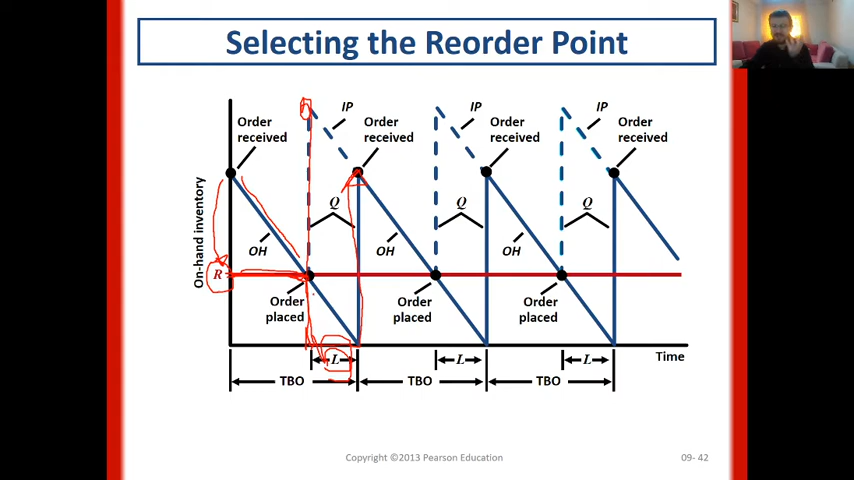 Selecting the Reorder Point
IP
IP
IP
Order
received
Order
received
Order
received
Order
received
On-hand inventory
Q
Q
Q
OH
OH
OH
R
Order
placed
Order
placed
Order
placed
L
L
L
Time
TBO
TBO
TBO
Copyright ©2013 Pearson Education
09- 42